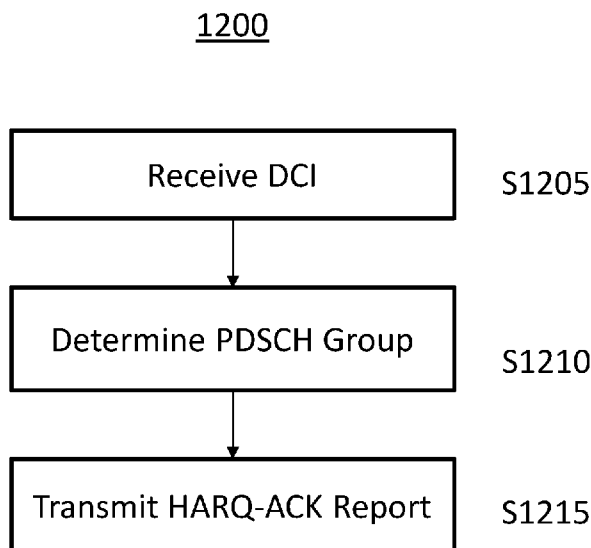 1200
Receive DCI
S1205
Determine PDSCH Group
S1210
Transmit HARQ-ACK Report
S1215